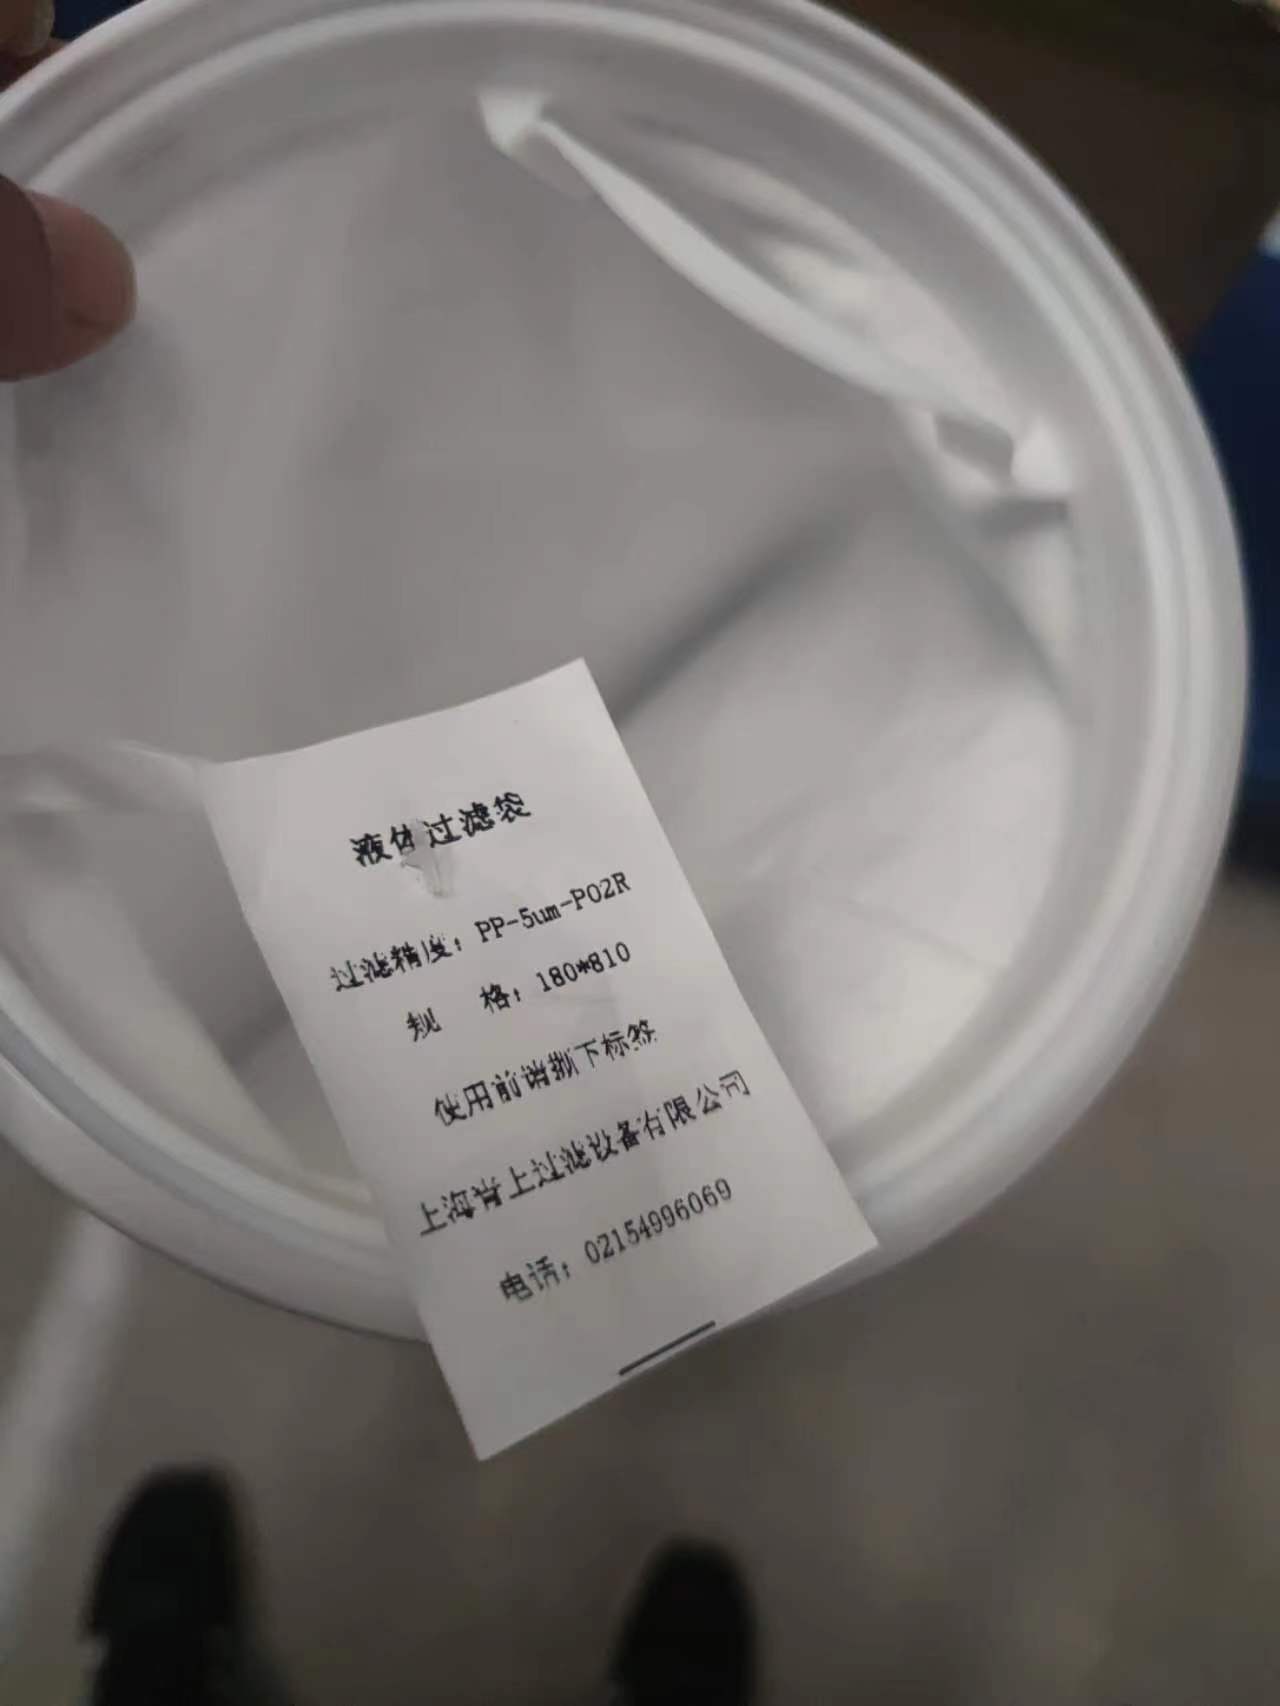 液体过滤袋
过滤精度：PP-5um-P02R
规 格：180*810
使用前请撕下标签
上海肯上过滤设备有限公司
电话：02154996069